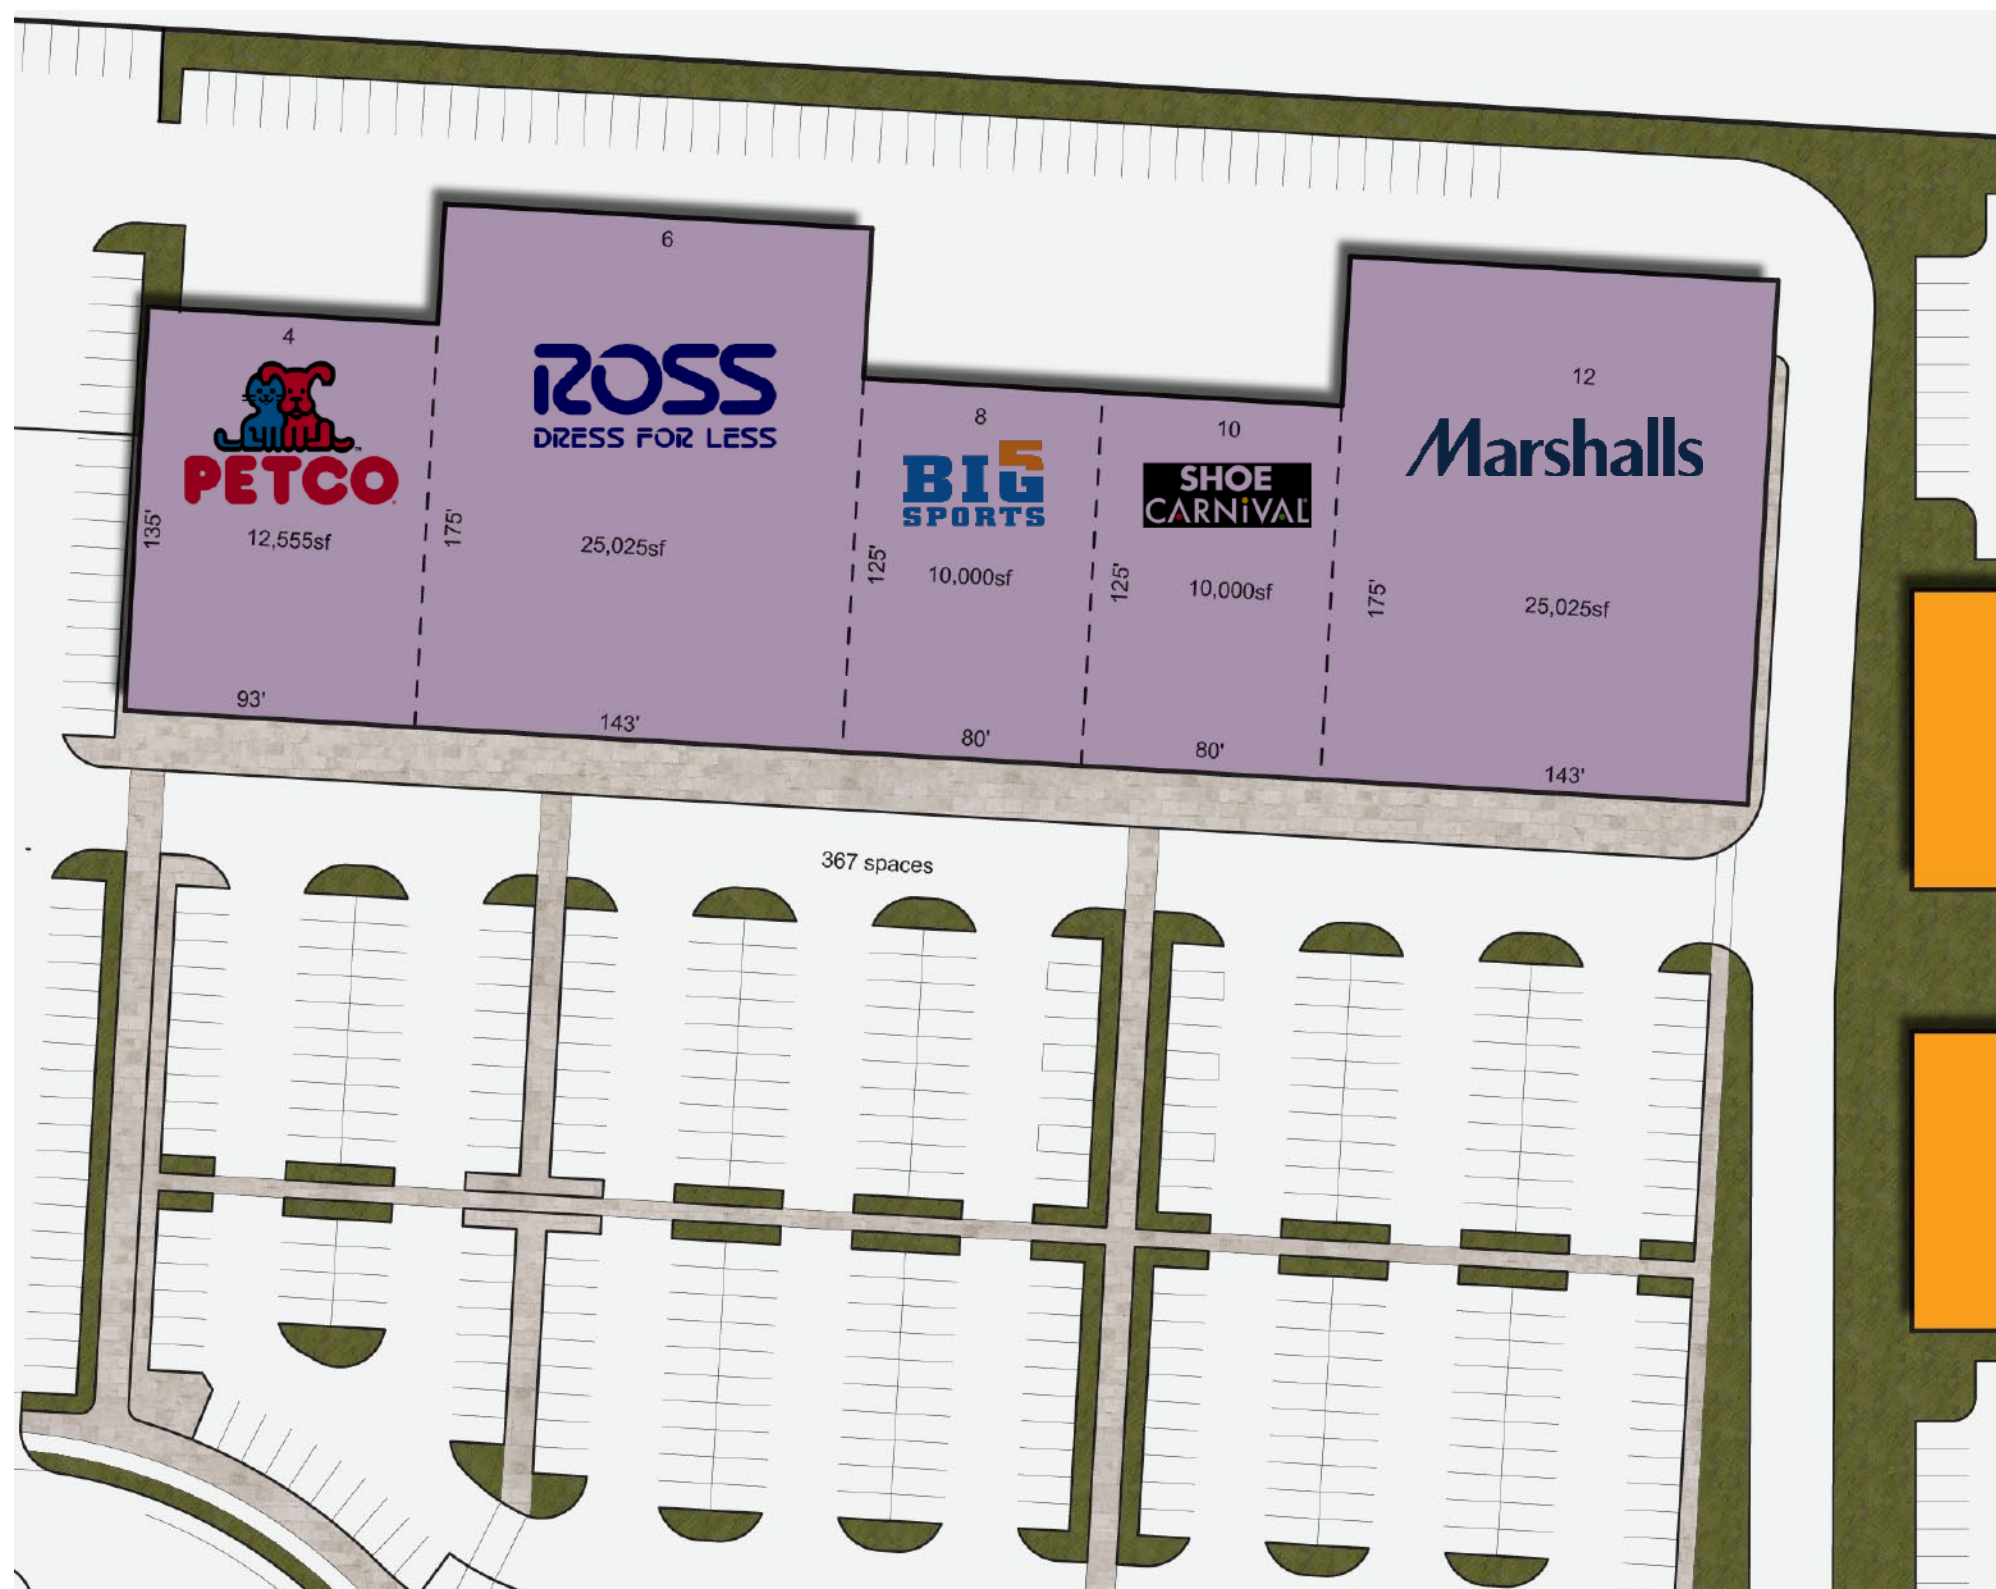 6
4
ROSS
DRESS FOR LESS
12
8
10
Marshalls
PETCO
BIG 5
SPORTS
SHOE
CARNiVAL
135'
12,555sf
175'
25,025sf
125'
10,000sf
125'
10,000sf
175'
25,025sf
93'
143'
80'
80'
143'
367 spaces